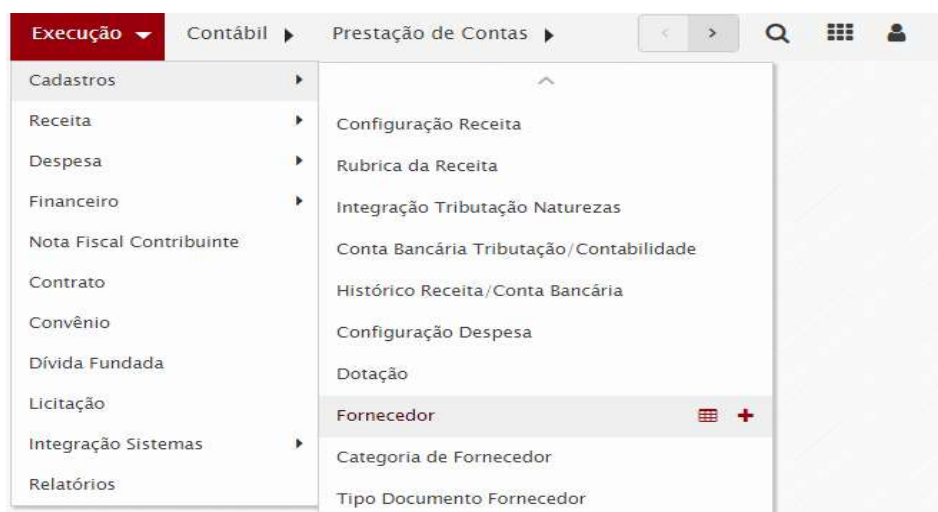 Execução Contábil Prestação de Contas
Cadastros
Receita
Despesa
Financeiro
Nota Fiscal Contribuinte
Contrato
Convênio
Dívida Fundada
Licitação
Integração Sistemas
Relatórios
Configuração Receita
Rubrica da Receita
Integração Tributação Naturezas
Conta Bancária Tributação/Contabilidade
Histórico Receita/Conta Bancária
Configuração Despesa
Dotação
Fornecedor
Categoria de Fornecedor
Tipo Documento Fornecedor